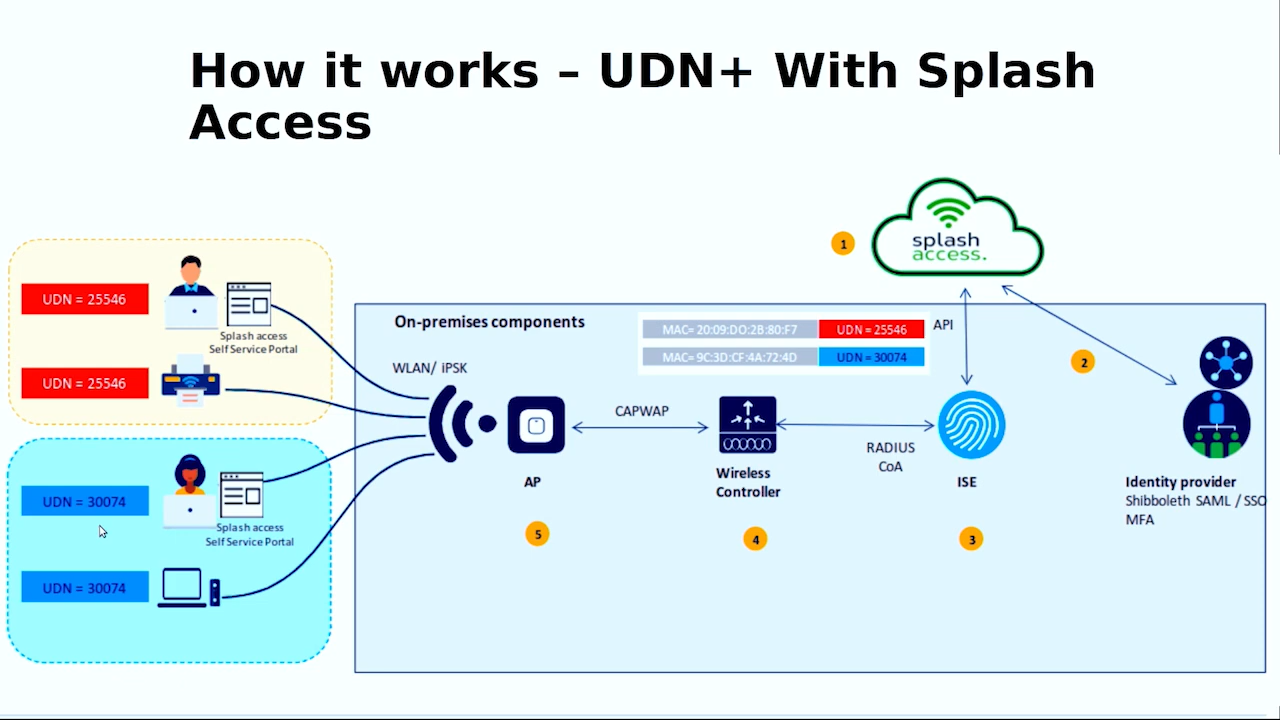 How it works – UDN+ With Splash
Access
splash
access.
1
UDN = 25546
Splash access
Self Service Portal
UDN = 25546
UDN = 30074
Splash access
Self Service Portal
UDN = 30074
On-premises components
MAC= 20:09:DO:2B:80:F7 UDN = 25546
MAC= 9C:3D:CF:4A:72:4D UDN = 30074
API
2
WLAN/ iPSK
CAPWAP
RADIUS
CoA
AP
Wireless
Controller
ISE
Identity provider
Shibboleth SAML / SSO
MFA
5
4
3